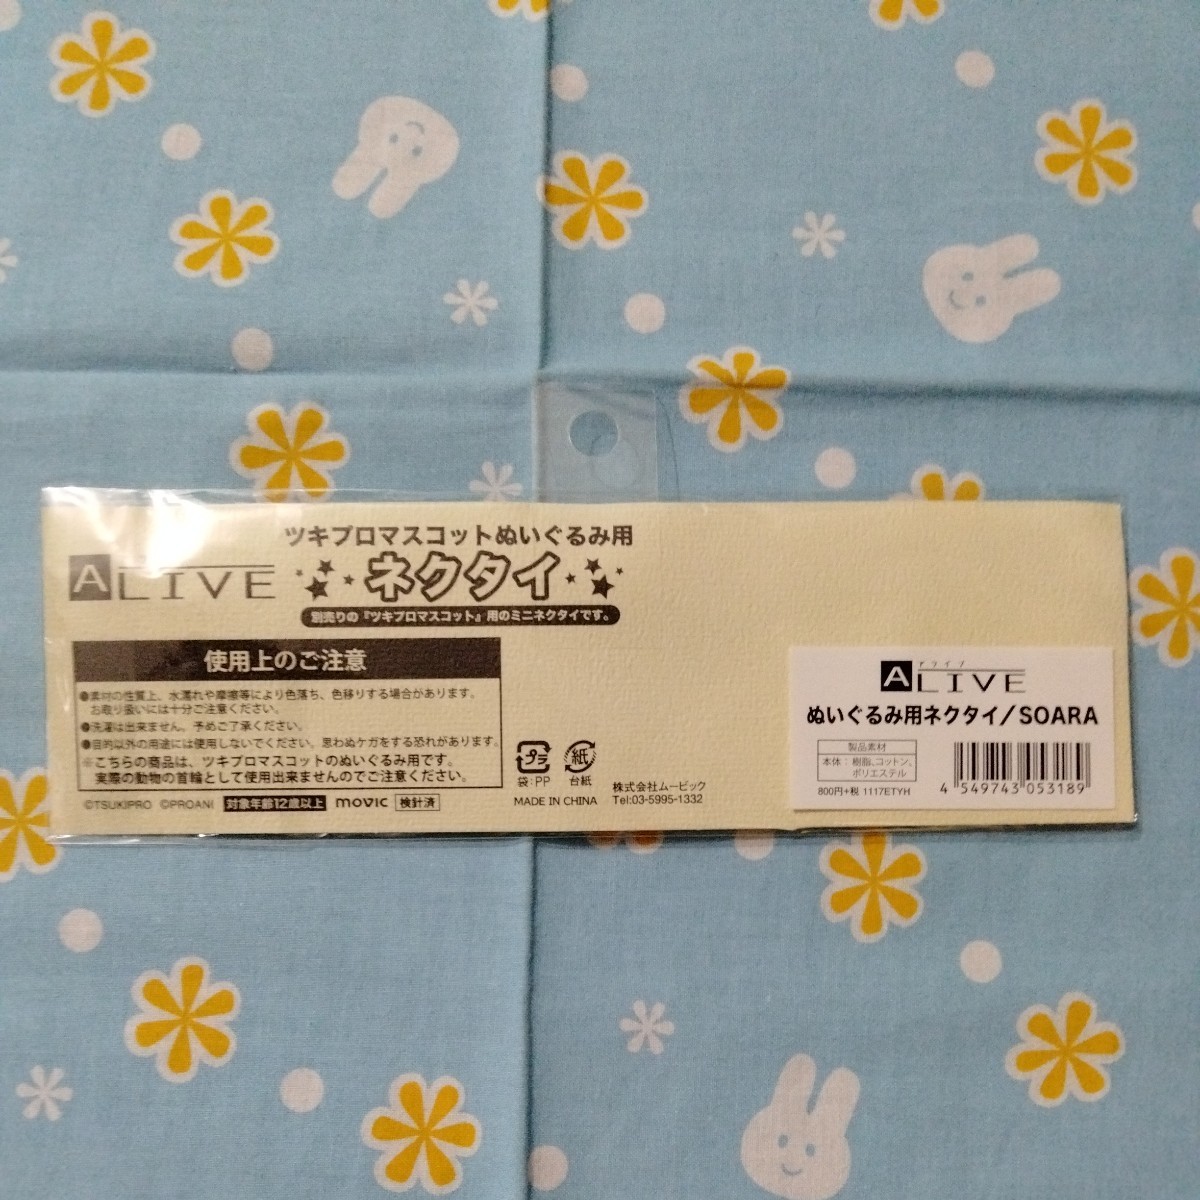 ツキプロマスコットぬいぐるみ用
ALIVE
ネクタイ
別売りの『ツキプロマスコット』用のミニネクタイです。
使用上のご注意
●素材の性質上、水濡れや摩擦等により色落ち、色移りする場合があります。
お取り扱いには十分ご注意ください。
●洗濯は出来ません。予めご了承ください。
●目的以外の用途には使用しないでください。思わぬケガをする恐れがあります。
※こちらの商品は、ツキプロマスコットのぬいぐるみ用です。
実際の動物の首輪として使用出来ませんのでご注意ください。
©TSUKIPRO ©PROANI 対象年齢12歳以上 movic 検針済
プラ 紙
袋:PP 台紙
MADE IN CHINA
株式会社ムービック
Tel:03-5995-1332
アライブ
ALIVE
ぬいぐるみ用ネクタイ/SOARA
製品素材
本体:樹脂、コットン、
ポリエステル
800円+税 1117ETYH
4 549743 053189